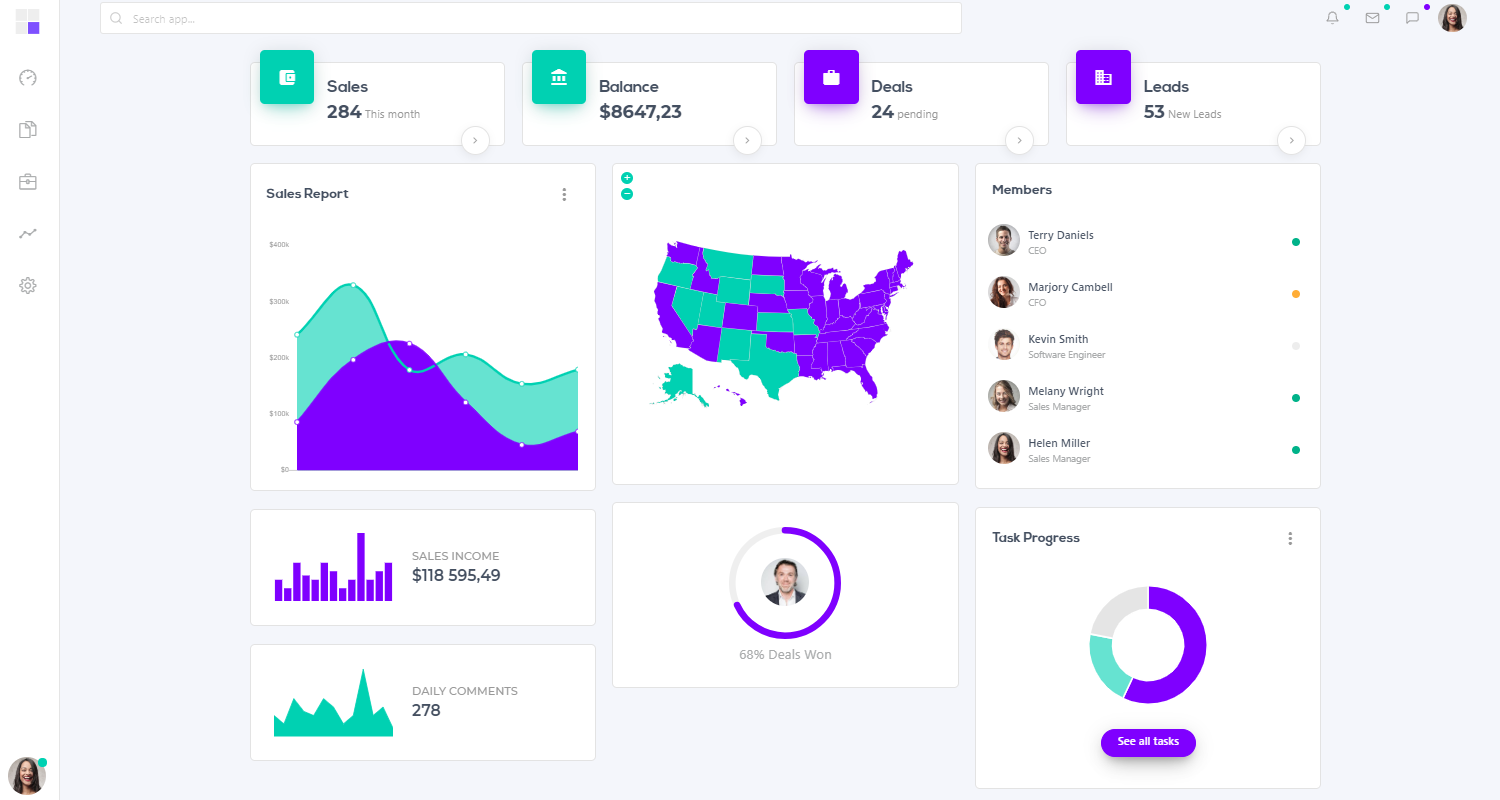 Search app...
Sales
284 This month
Balance
$8647,23
Deals
24 pending
Leads
53 New Leads
Sales Report
$400k
$300k
$200k
$100k
$0
Members
Terry Daniels
CEO
Marjory Cambell
CFO
Kevin Smith
Software Engineer
Melany Wright
Sales Manager
Helen Miller
Sales Manager
SALES INCOME
$118 595,49
68% Deals Won
Task Progress
See all tasks
DAILY COMMENTS
278